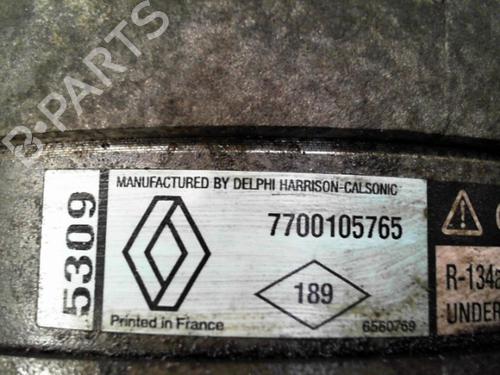 B-PARTS
5309
MANUFACTURED BY DELPHI HARRISON-CALSONIC
7700105765
189
Printed in France
6560769
R-134a
UNDER